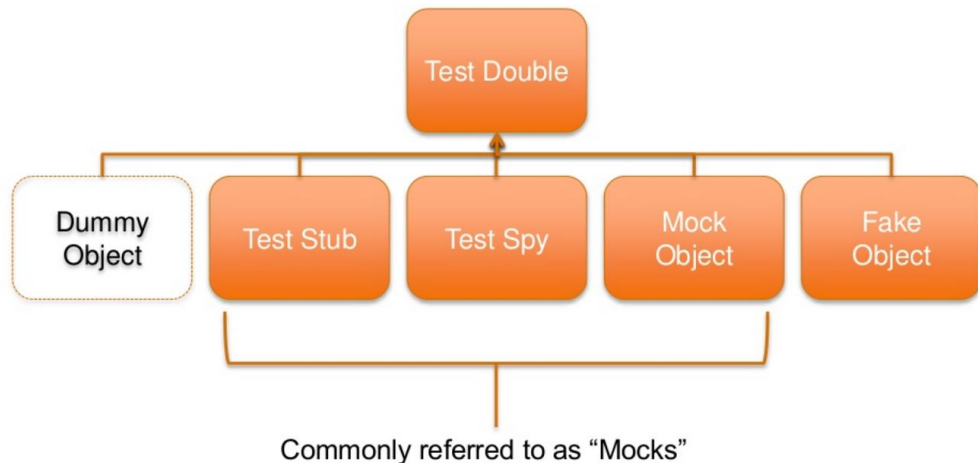 Test Double
Dummy
Object
Test Stub
Test Spy
Mock
Object
Fake
Object
Commonly referred to as “Mocks”